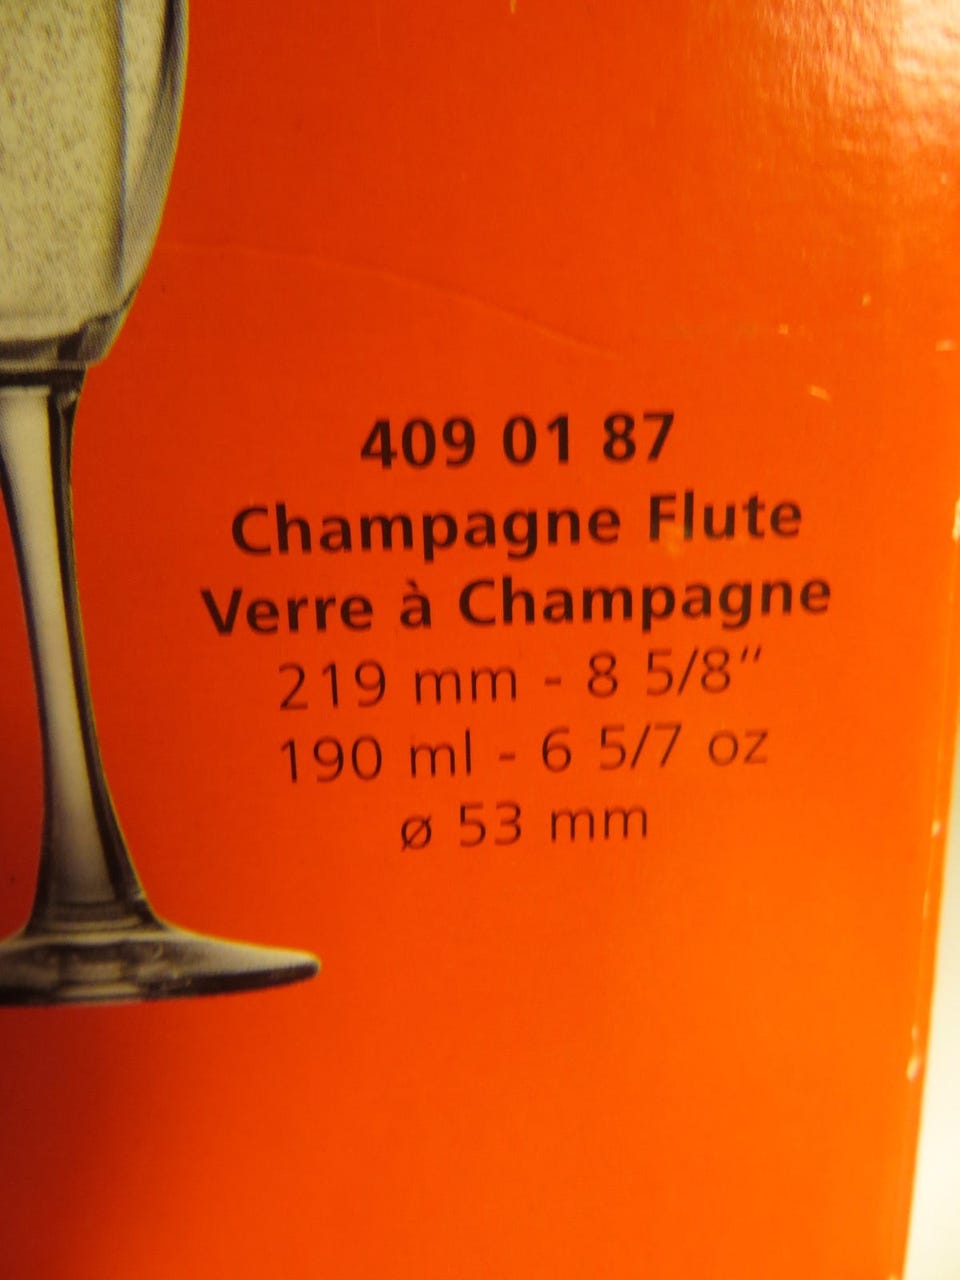 409 01 87
Champagne Flute
Verre à Champagne
219 mm - 8 5/8“
190 ml - 6 5/7 oz
ø 53 mm